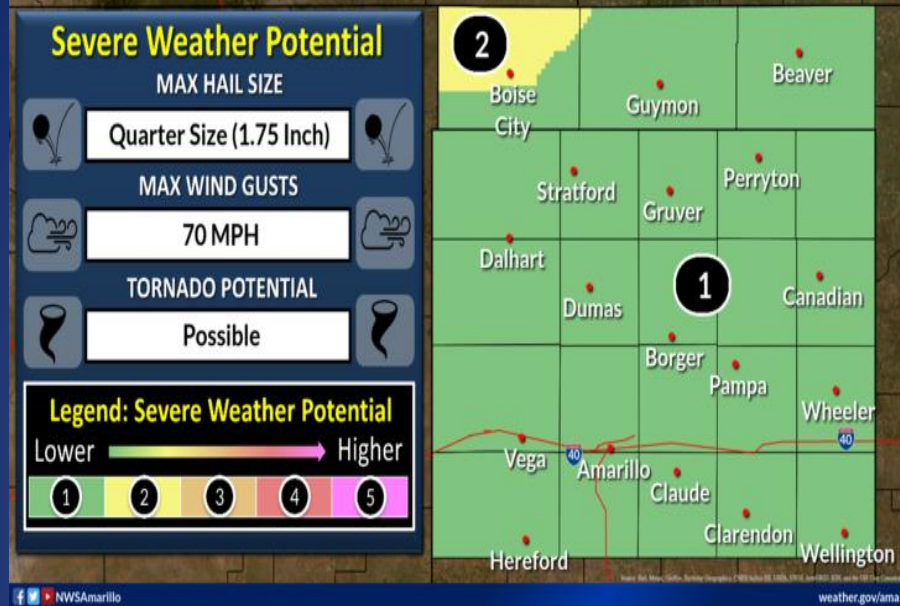 Severe Weather Potential
MAX HAIL SIZE
Quarter Size (1.75 Inch)
MAX WIND GUSTS
70 MPH
TORNADO POTENTIAL
Possible
Legend: Severe Weather Potential
Lower Higher
1 2 3 4 5
2
Boise
City
Guymon
Beaver
Stratford
Gruver
Perryton
Dalhart
Dumas
1
Canadian
Borger
Pampa
Wheeler
40
Vega
40
Amarillo
Claude
Clarendon
Hereford
Wellington
NWSAmarillo
weather.gov/ama